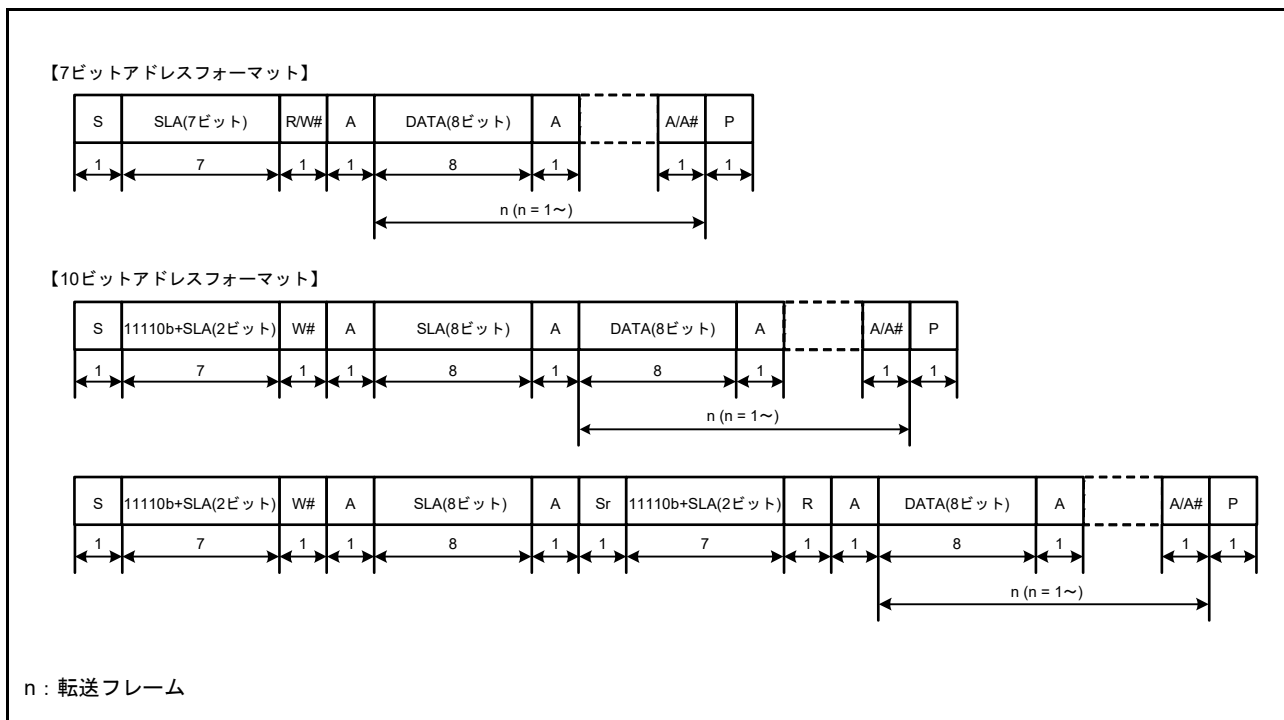 【7ビットアドレスフォーマット】
S SLA(7ビット) R/W# A DATA(8ビット) A A/A# P
1 7 1 1 8 1 1 1
n (n = 1～)
【10ビットアドレスフォーマット】
S 11110b+SLA(2ビット) W# A SLA(8ビット) A DATA(8ビット) A A/A# P
1 7 1 1 8 1 8 1 1 1
n (n = 1～)
S 11110b+SLA(2ビット) W# A SLA(8ビット) A Sr 11110b+SLA(2ビット) R A DATA(8ビット) A A/A# P
1 7 1 1 8 1 1 7 1 1 8 1 1 1
n (n = 1～)
n：転送フレーム